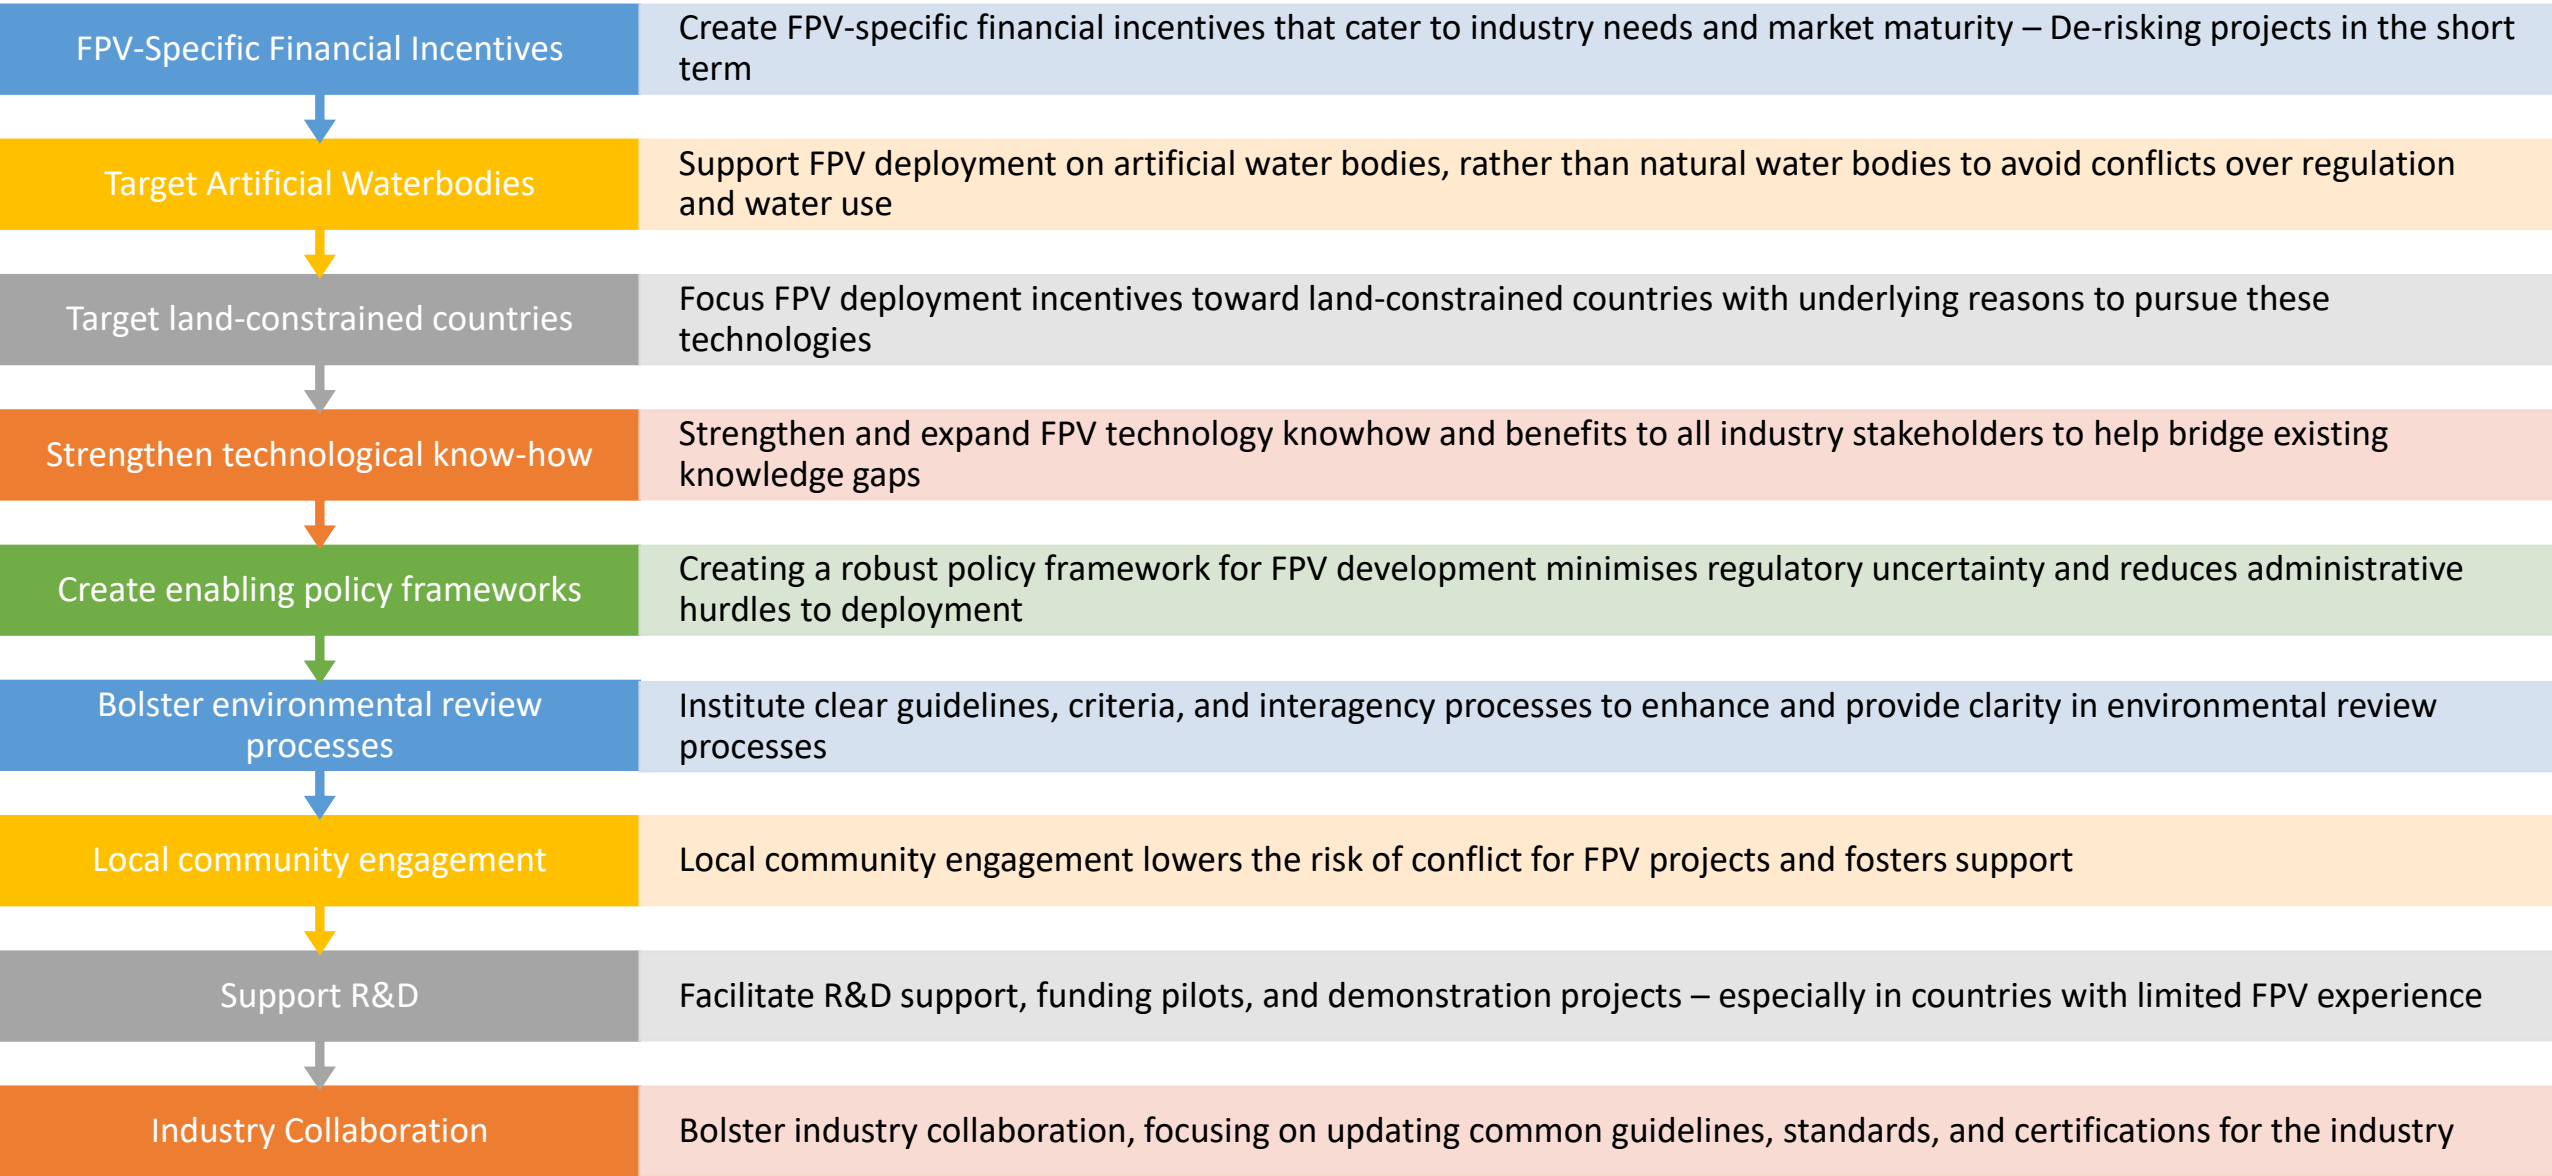 FPV-Specific Financial Incentives
Create FPV-specific financial incentives that cater to industry needs and market maturity – De-risking projects in the short
term
Target Artificial Waterbodies
Support FPV deployment on artificial water bodies, rather than natural water bodies to avoid conflicts over regulation
and water use
Target land-constrained countries
Focus FPV deployment incentives toward land-constrained countries with underlying reasons to pursue these
technologies
Strengthen technological know-how
Strengthen and expand FPV technology knowhow and benefits to all industry stakeholders to help bridge existing
knowledge gaps
Create enabling policy frameworks
Creating a robust policy framework for FPV development minimises regulatory uncertainty and reduces administrative
hurdles to deployment
Bolster environmental review
processes
Institute clear guidelines, criteria, and interagency processes to enhance and provide clarity in environmental review
processes
Local community engagement
Local community engagement lowers the risk of conflict for FPV projects and fosters support
Support R&D
Facilitate R&D support, funding pilots, and demonstration projects – especially in countries with limited FPV experience
Industry Collaboration
Bolster industry collaboration, focusing on updating common guidelines, standards, and certifications for the industry